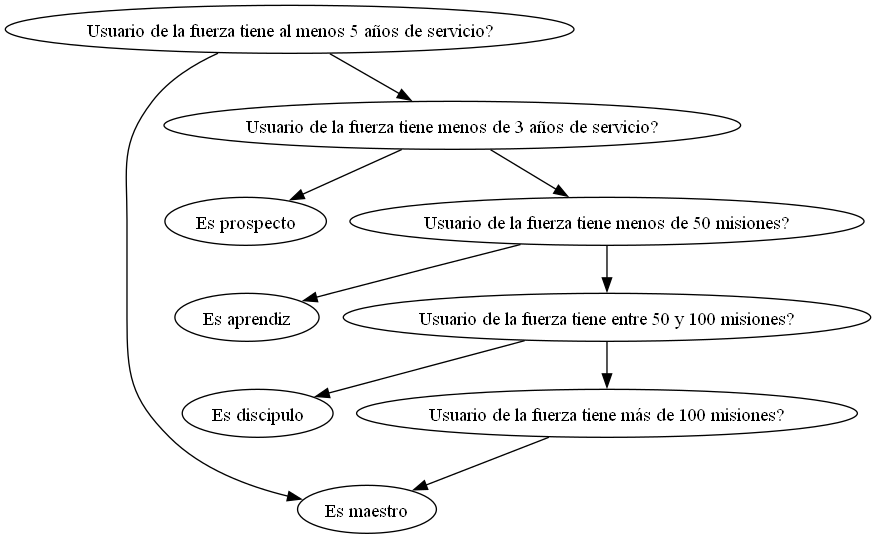 Usuario de la fuerza tiene al menos 5 años de servicio?
Usuario de la fuerza tiene menos de 3 años de servicio?
Es prospecto
Usuario de la fuerza tiene menos de 50 misiones?
Es aprendiz
Usuario de la fuerza tiene entre 50 y 100 misiones?
Es discipulo
Usuario de la fuerza tiene más de 100 misiones?
Es maestro